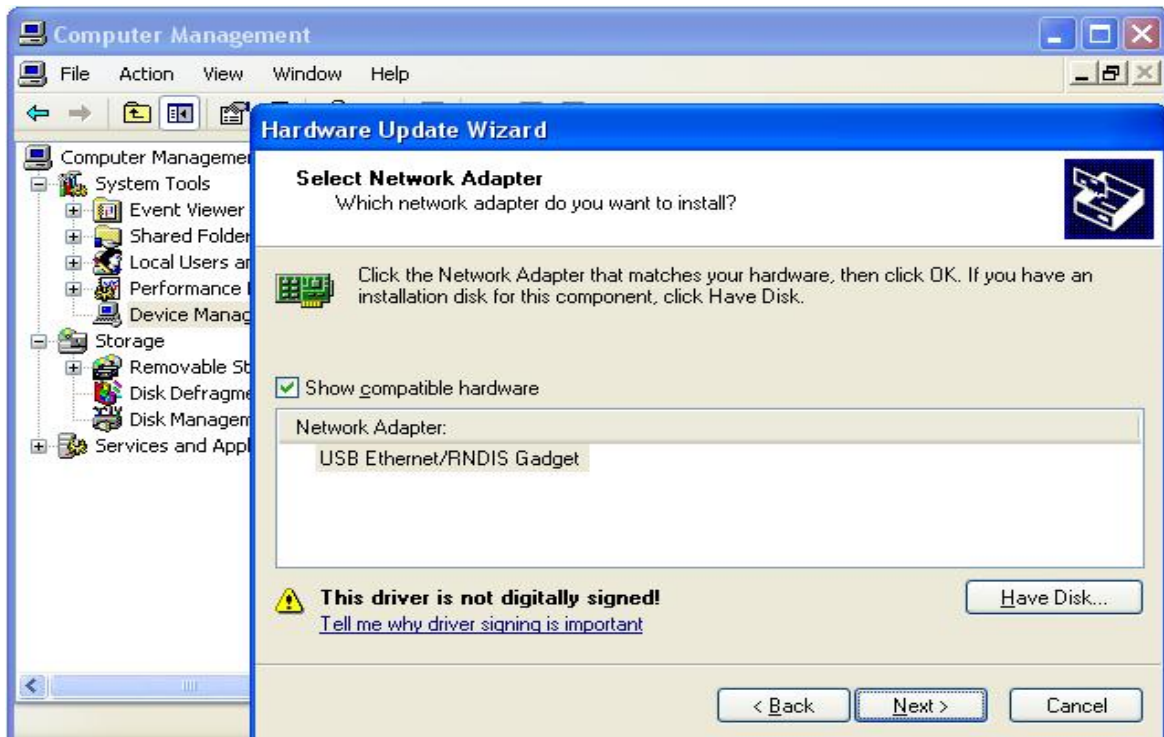 Computer Management
File Action View Window Help
Hardware Update Wizard
Computer Manageme
System Tools
Event Viewer
Shared Folder
Local Users a
Performance
Device Manag
Storage
Removable St
Disk Defragme
Disk Managem
Services and Appl
Select Network Adapter
Which network adapter do you want to install?
Click the Network Adapter that matches your hardware, then click OK. If you have an
installation disk for this component, click Have Disk.
Show compatible hardware
Network Adapter:
USB Ethernet/RNDIS Gadget
This driver is not digitally signed!
Have Disk...
Tell me why driver signing is important
< Back Next > Cancel